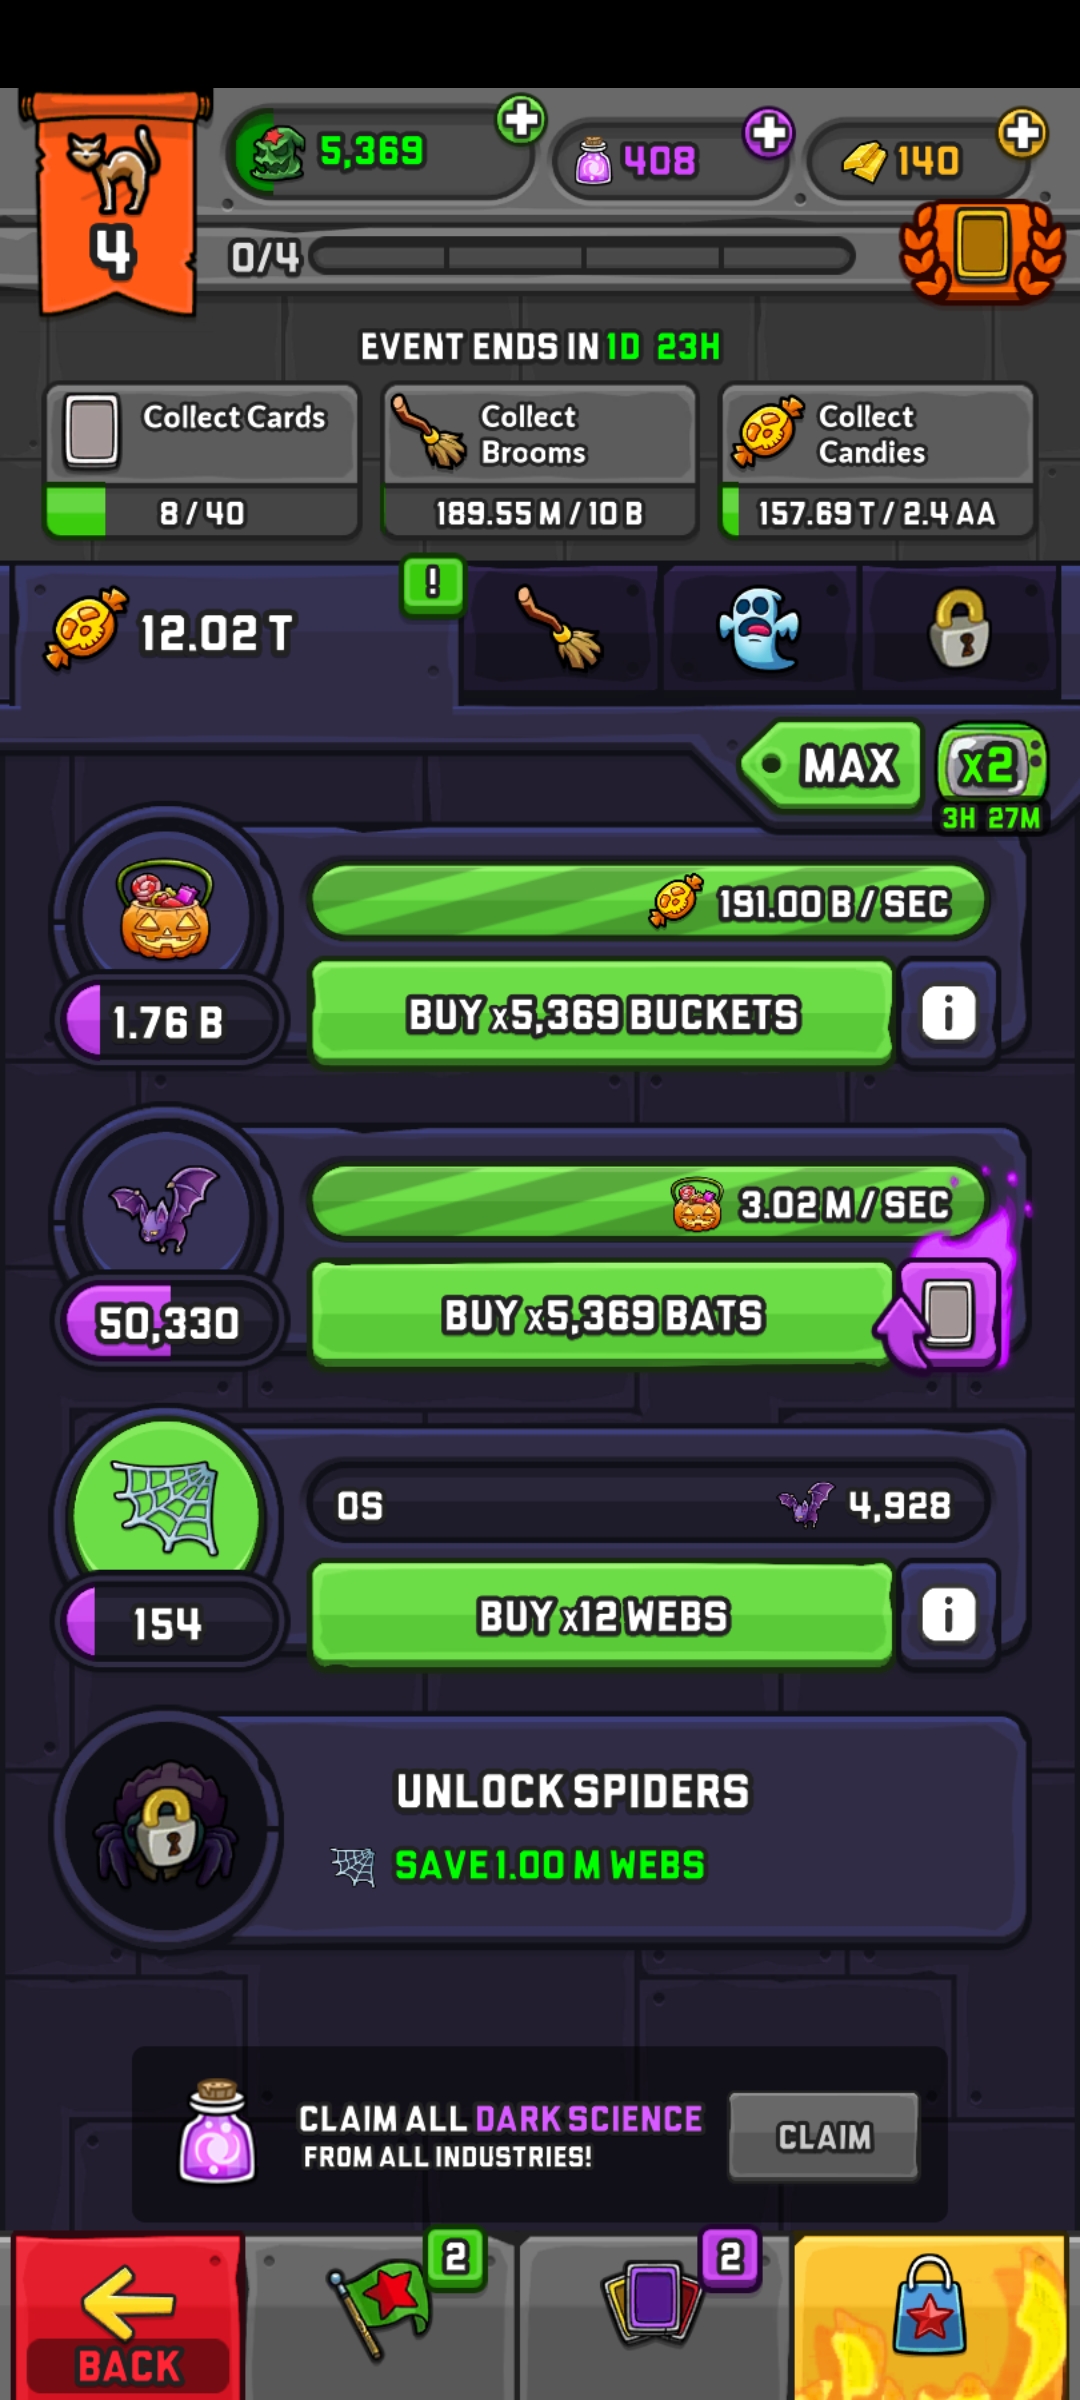 5,369
408
140
4
0/4
EVENT ENDS IN 1D 23H
Collect Cards
8 / 40
Collect
Brooms
189.55 M / 10 B
Collect
Candies
157.69 T / 2.4 AA
12.02 T
!
MAX
x2
3H 27M
191.00 B / SEC
1.76 B
BUY x5,369 BUCKETS
i
3.02 M / SEC
50,330
BUY x5,369 BATS
0S
4,928
154
BUY x12 WEBS
i
UNLOCK SPIDERS
SAVE 1.00 M WEBS
CLAIM ALL DARK SCIENCE
FROM ALL INDUSTRIES!
CLAIM
BACK
2
2